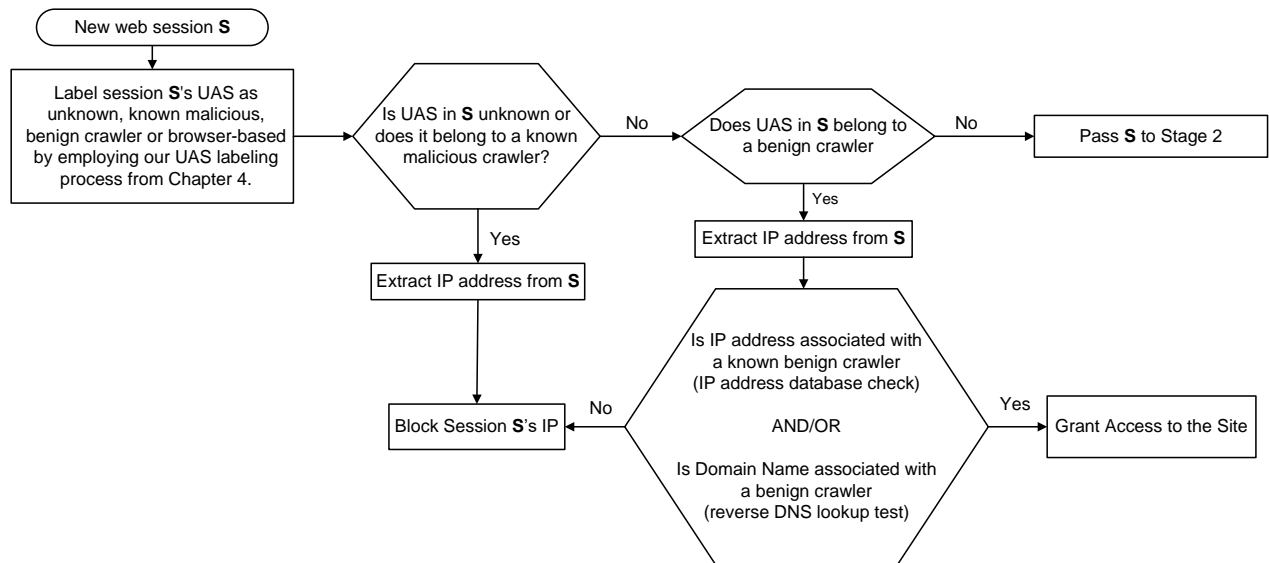 New web session S
Label session S's UAS as
unknown, known malicious,
benign crawler or browser-based
by employing our UAS labeling
process from Chapter 4.
Is UAS in S unknown or
does it belong to a known
malicious crawler?
No
Does UAS in S belong to
a benign crawler
No
Pass S to Stage 2
Yes
Extract IP address from S
Yes
Extract IP address from S
Is IP address associated with
a known benign crawler
(IP address database check)
AND/OR
Is Domain Name associated with
a benign crawler
(reverse DNS lookup test)
No
Block Session S's IP
Yes
Grant Access to the Site